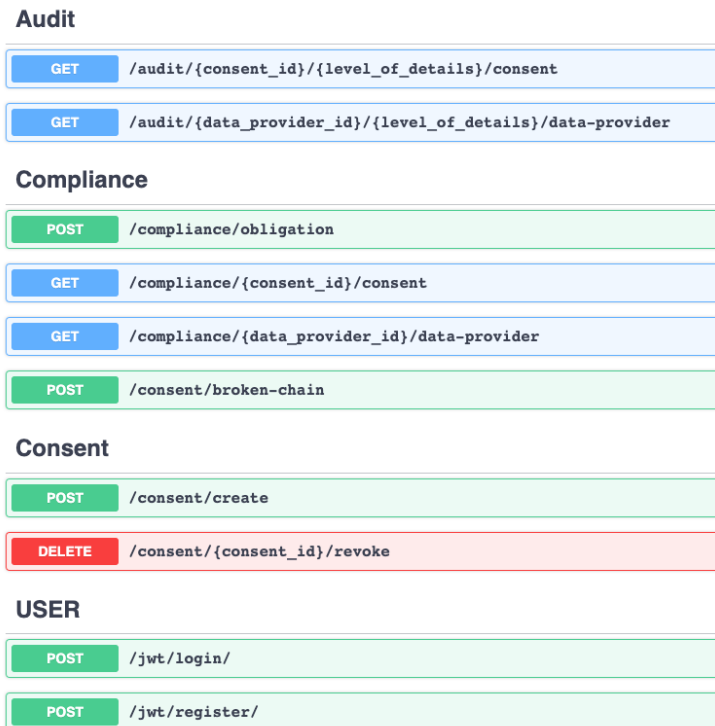 Audit
GET /audit/{consent_id}/{level_of_details}/consent
GET /audit/{data_provider_id}/{level_of_details}/data-provider
Compliance
POST /compliance/obligation
GET /compliance/{consent_id}/consent
GET /compliance/{data_provider_id}/data-provider
POST /consent/broken-chain
Consent
POST /consent/create
DELETE /consent/{consent_id}/revoke
USER
POST /jwt/login/
POST /jwt/register/